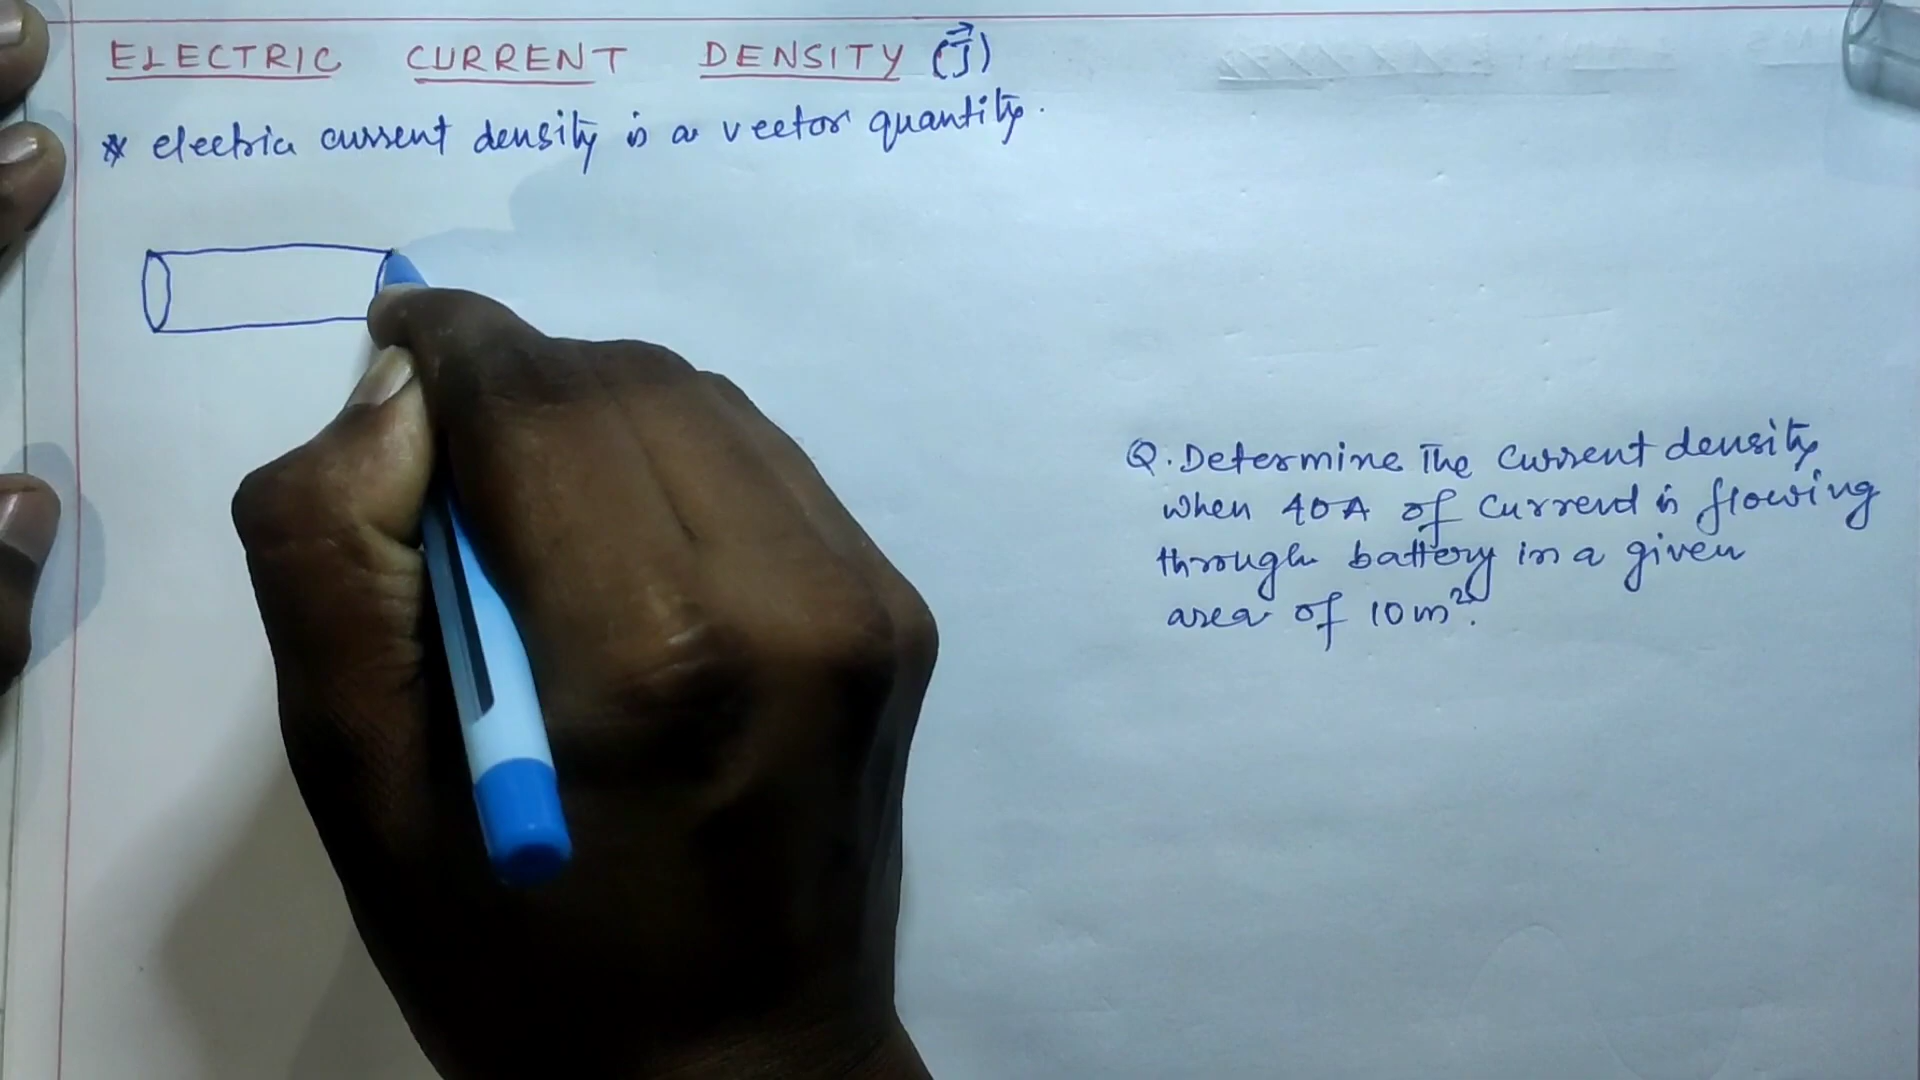 ELECTRIC CURRENT DENSITY (J⃗)
* electric current density is a vector quantity.
Q. Determine The current density
when 40A of current is flowing
through battery in a given
area of 10m².